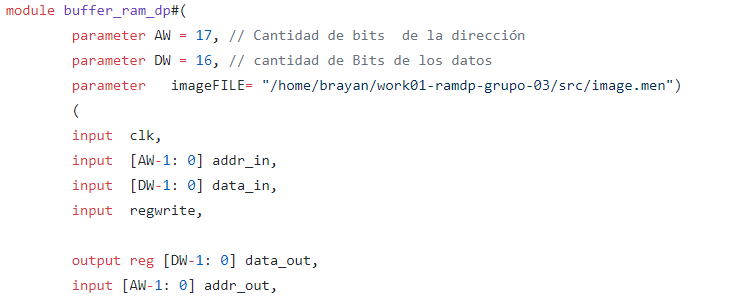 module buffer_ram_dp#(
parameter AW = 17, // Cantidad de bits  de la dirección
parameter DW = 16, // cantidad de Bits de los datos
parameter   imageFILE= "/home/brayan/work01-ramdp-grupo-03/src/image.men")
(
input  clk,
input  [AW-1: 0] addr_in,
input  [DW-1: 0] data_in,
input  regwrite,
output reg [DW-1: 0] data_out,
input [AW-1: 0] addr_out,